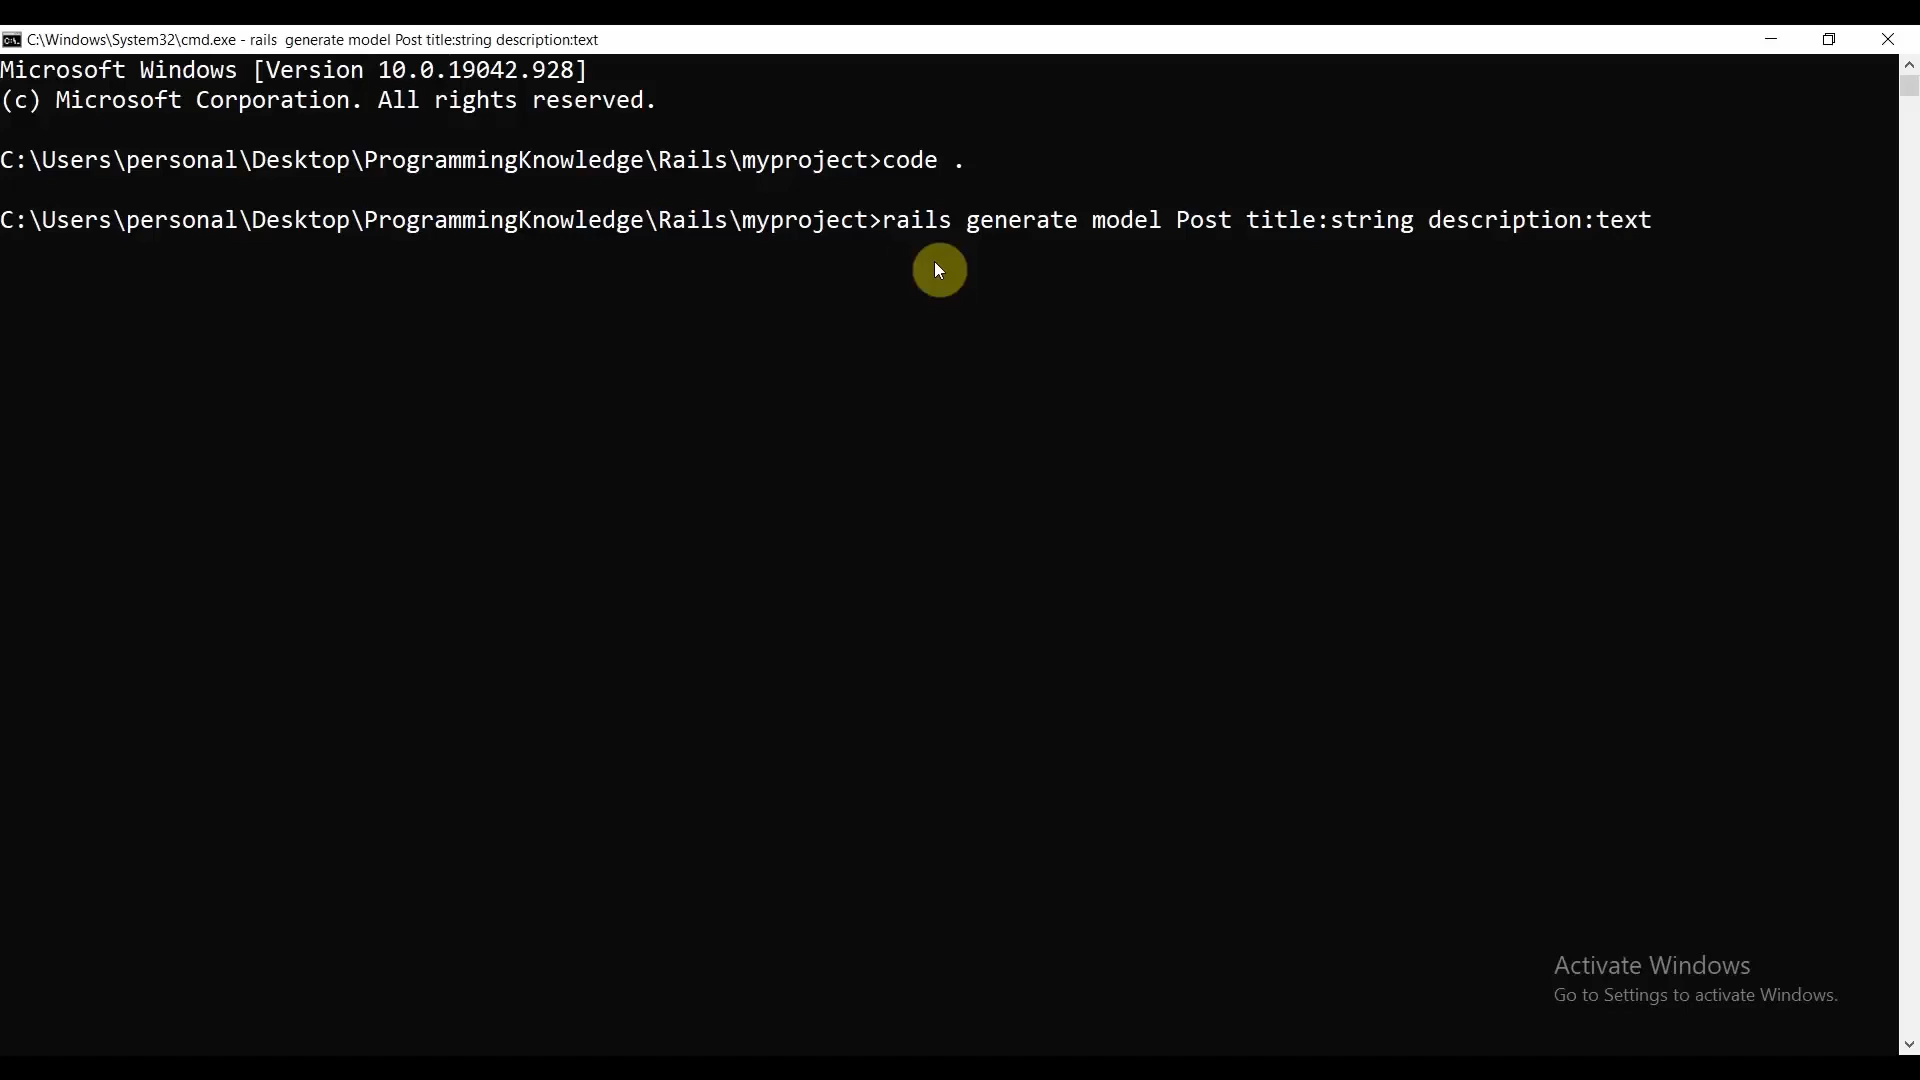 C:\Windows\System32\cmd.exe - rails  generate model Post title:string description:text
Microsoft Windows [Version 10.0.19042.928]
(c) Microsoft Corporation. All rights reserved.
C:\Users\personal\Desktop\ProgrammingKnowledge\Rails\myproject>code .
C:\Users\personal\Desktop\ProgrammingKnowledge\Rails\myproject>rails generate model Post title:string description:text
Activate Windows
Go to Settings to activate Windows.